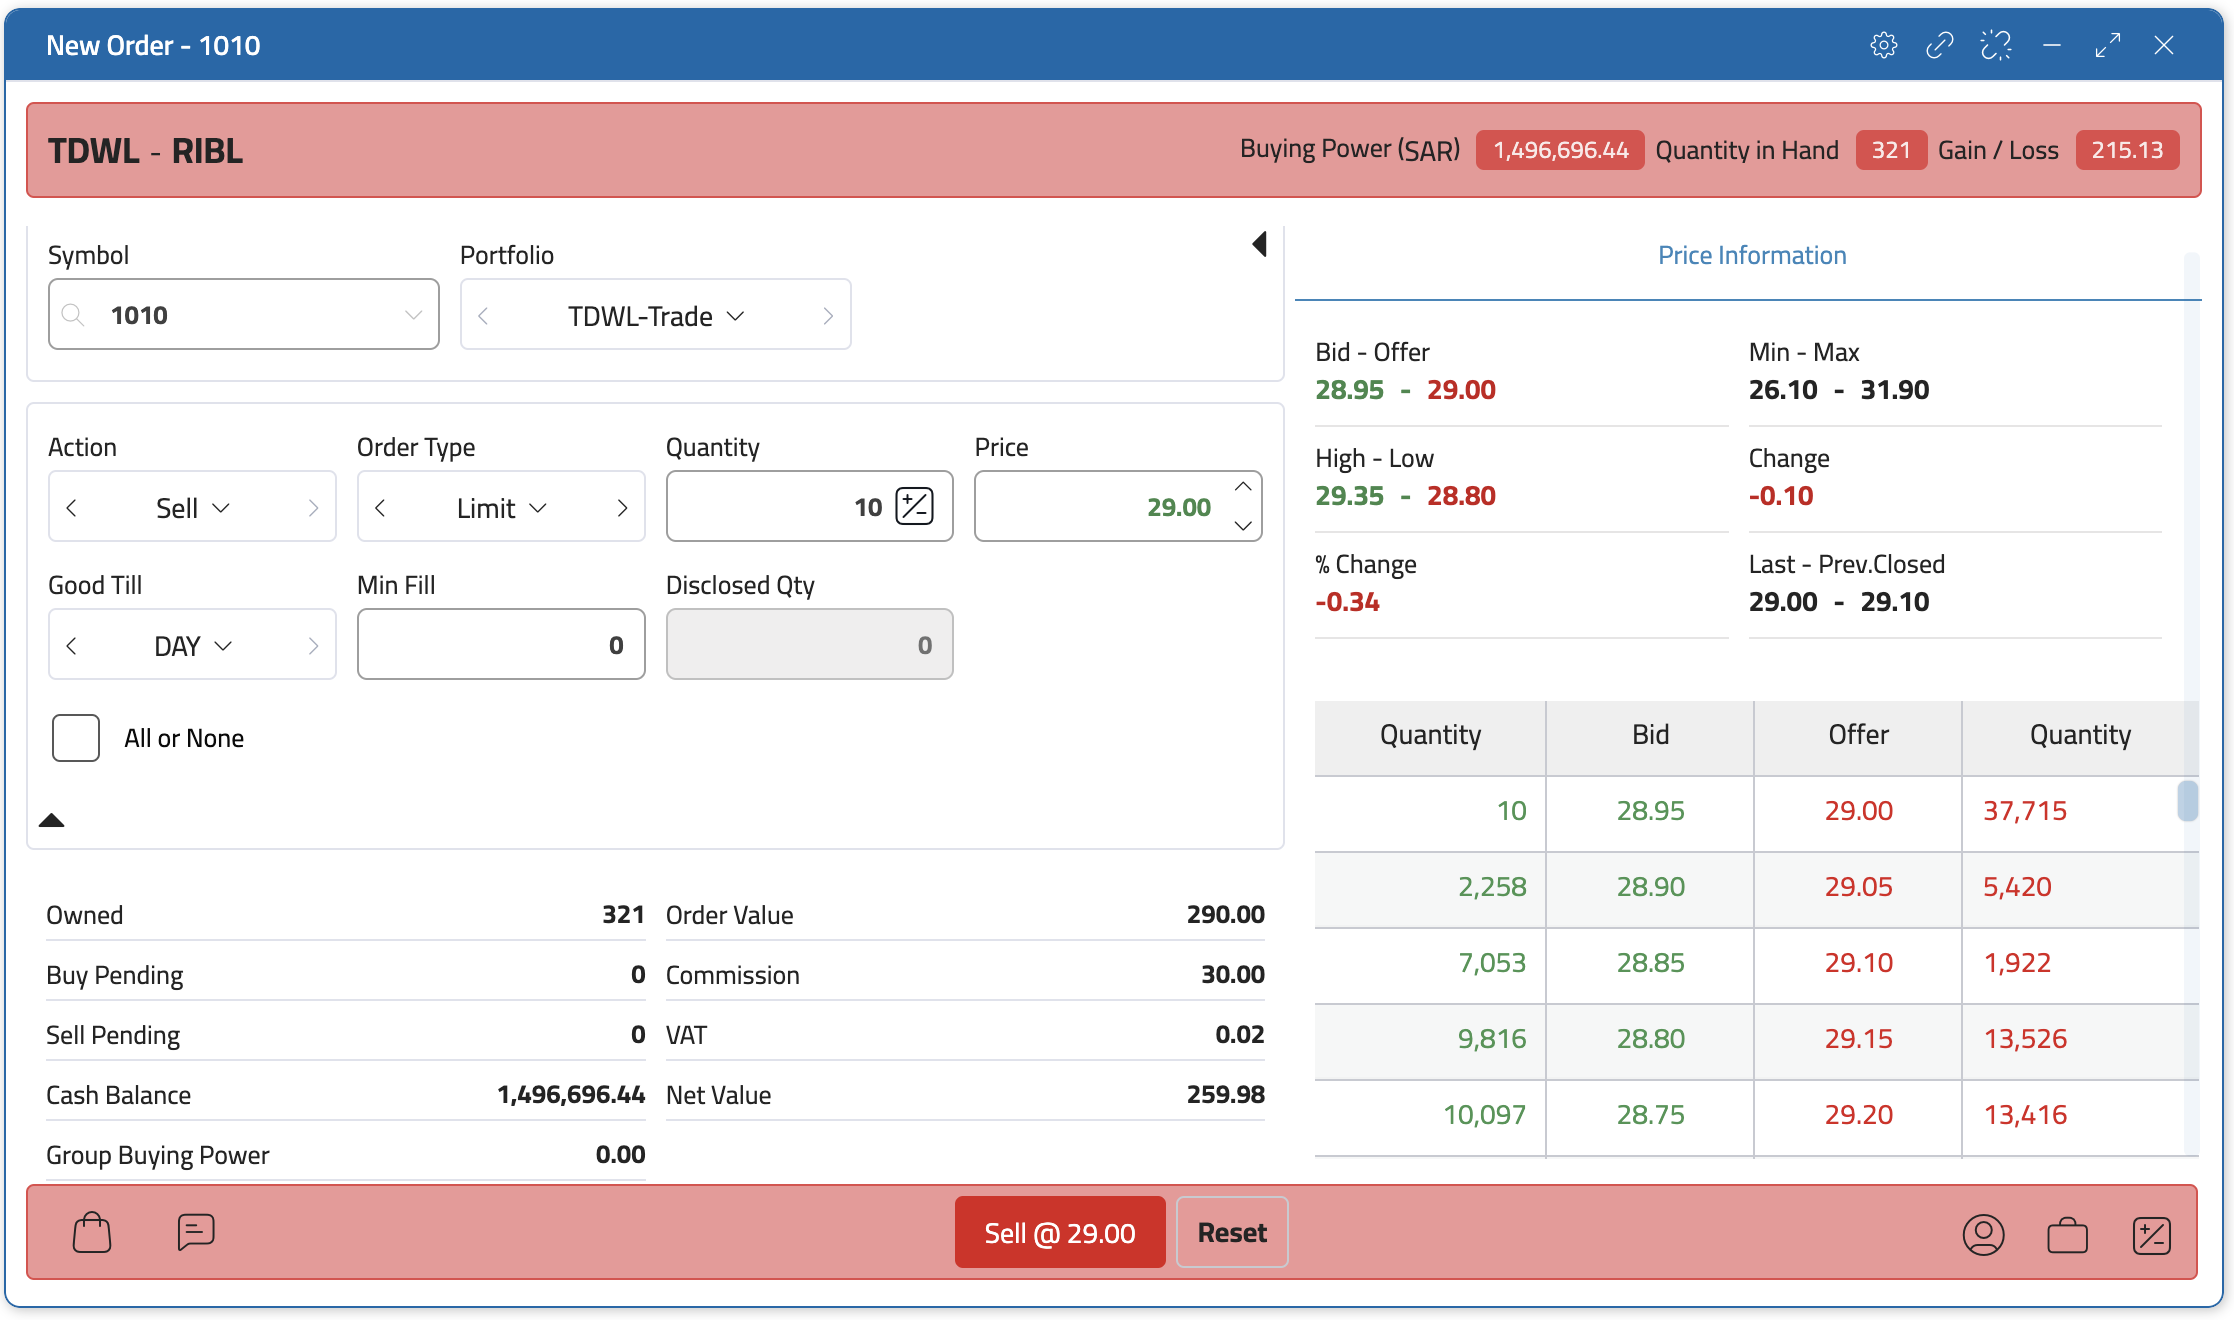 New Order - 1010
TDWL - RIBL
Buying Power (SAR) 1,496,696.44 Quantity in Hand 321 Gain / Loss 215.13
Symbol Portfolio
1010 TDWL-Trade
Action Order Type Quantity Price
Sell Limit 10 29.00
Good Till Min Fill Disclosed Qty
DAY 0 0
All or None
Owned 321 Order Value 290.00
Buy Pending 0 Commission 30.00
Sell Pending 0 VAT 0.02
Cash Balance 1,496,696.44 Net Value 259.98
Group Buying Power 0.00
Price Information
Bid - Offer Min - Max
28.95 - 29.00 26.10 - 31.90
High - Low Change
29.35 - 28.80 -0.10
% Change Last - Prev.Closed
-0.34 29.00 - 29.10
Quantity Bid Offer Quantity
10 28.95 29.00 37,715
2,258 28.90 29.05 5,420
7,053 28.85 29.10 1,922
9,816 28.80 29.15 13,526
10,097 28.75 29.20 13,416
Sell @ 29.00 Reset